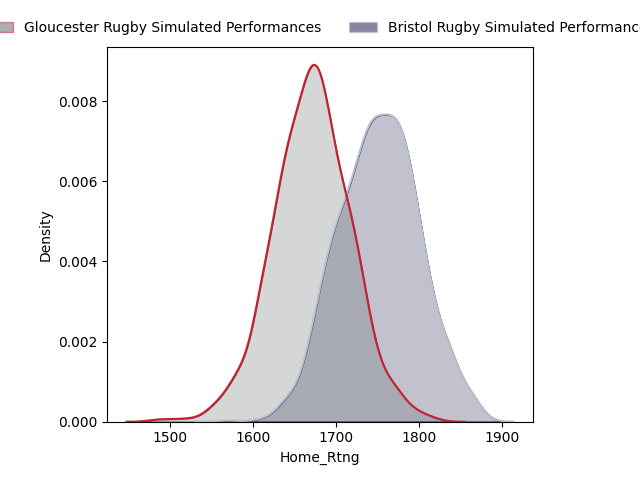 Gloucester Rugby Simulated Performances
Bristol Rugby Simulated
0.008
0.006
0.004
0.002
0.000
Density
1500 1600 1700 1800 1900
Home_Rtng